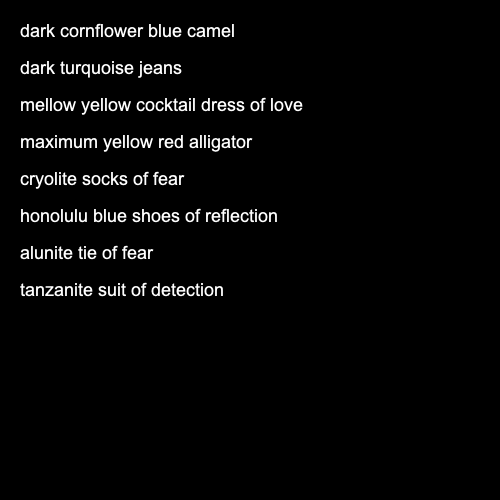 dark cornflower blue camel
dark turquoise jeans
mellow yellow cocktail dress of love
maximum yellow red alligator
cryolite socks of fear
honolulu blue shoes of reflection
alunite tie of fear
tanzanite suit of detection